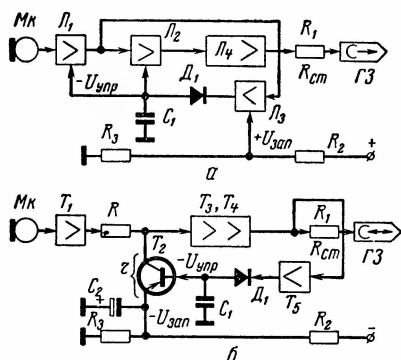 Мк Л₁ Л₂ Л₄ R₁
Rст ГЗ
-Uупр Д₁
C₁ Л₃
R₃ +Uзап R₂ +
а
Мк T₁ R T₂ T₃, T₄ R₁
Rст ГЗ
r -Uупр
C₂ + C₁ Д₁ T₅
R₃ -Uзап R₂ -
б